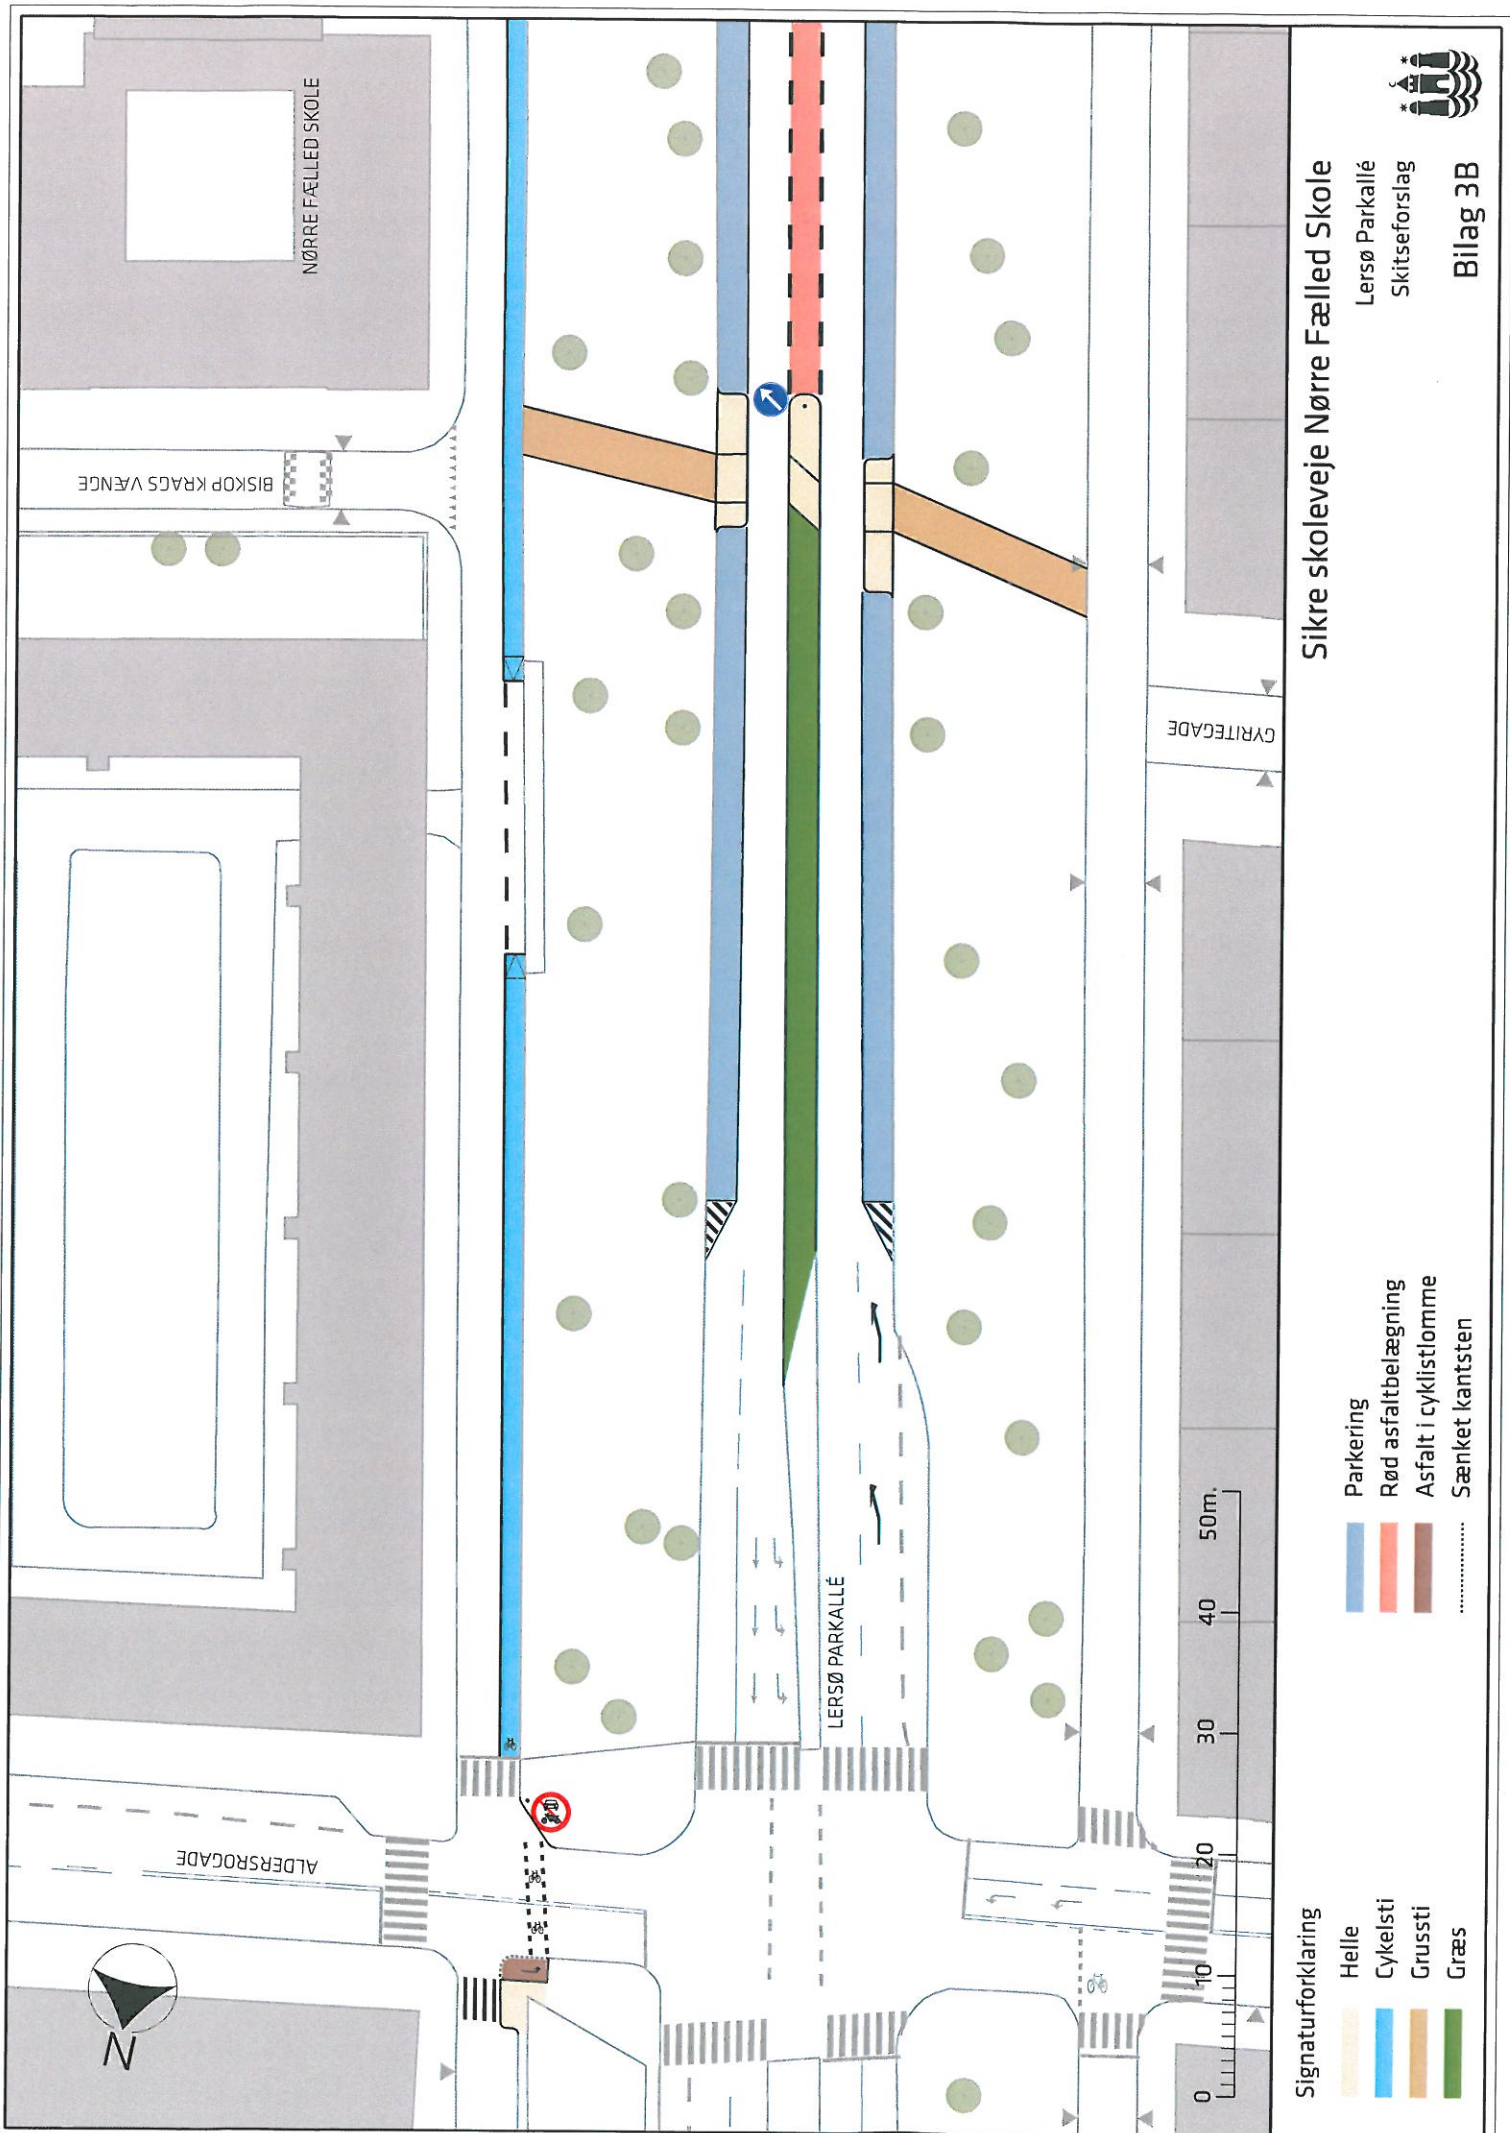 NØRRE FÆLLED SKOLE
BISKOP KRAGS VÆNGE
GYRITEGADE
LERSØ PARKALLÉ
ALDERSROGADE
N
0 10 20 30 40 50m.
Sikre skoleveje Nørre Fælled Skole
Lersø Parkallé
Skitseforslag
Bilag 3B
Signaturforklaring
Helle
Cykelsti
Grussti
Græs
Parkering
Rød asfaltbelægning
Asfalt i cyklistlomme
Sænket kantsten